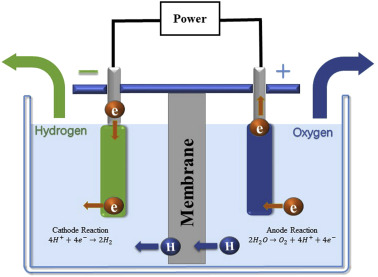 Power
−
+
Hydrogen
Oxygen
e
e
e
e
Membrane
Cathode Reaction
4H⁺ + 4e⁻ → 2H₂
Anode Reaction
2H₂O → O₂ + 4H⁺ + 4e⁻
H
H